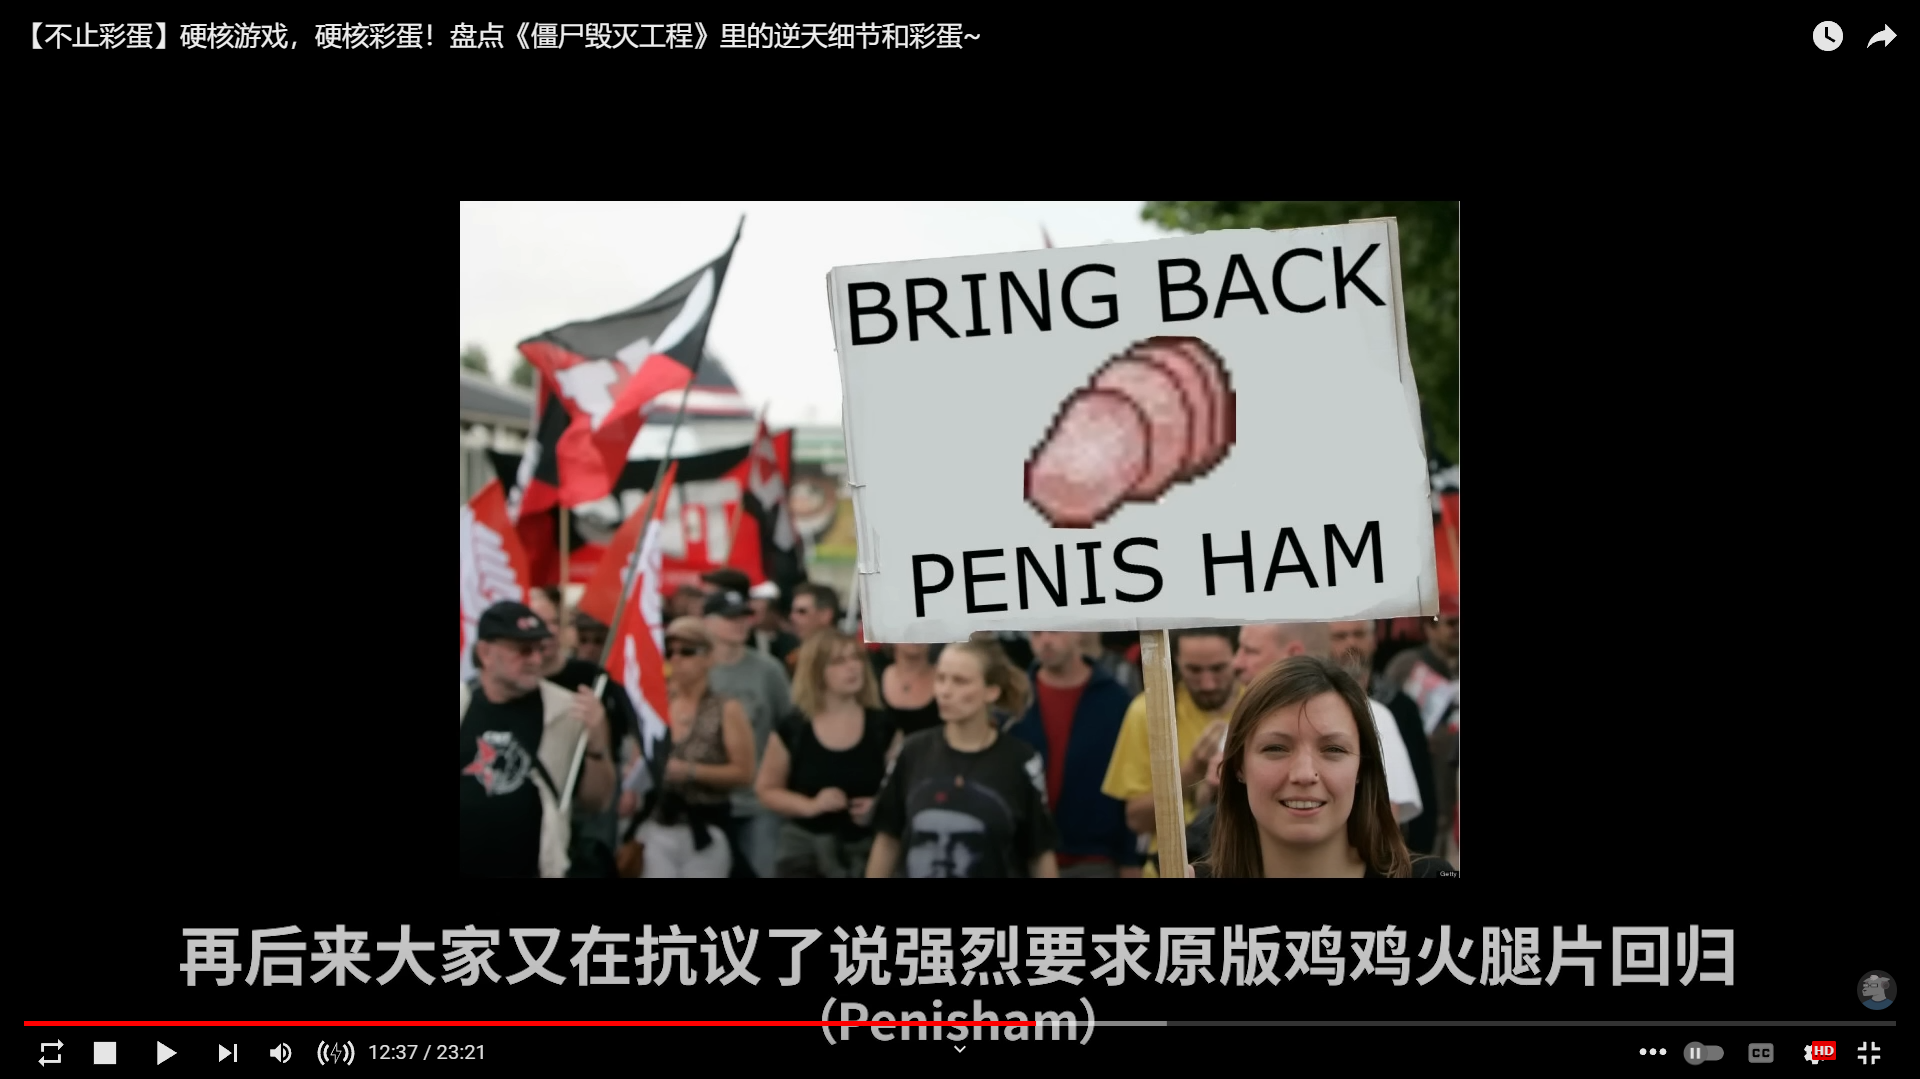 【不止彩蛋】硬核游戏，硬核彩蛋！盘点《僵尸毁灭工程》里的逆天细节和彩蛋~
BRING BACK
PENIS HAM
Getty
再后来大家又在抗议了说强烈要求原版鸡鸡火腿片回归
(Penisham)
12:37 / 23:21
CC
HD